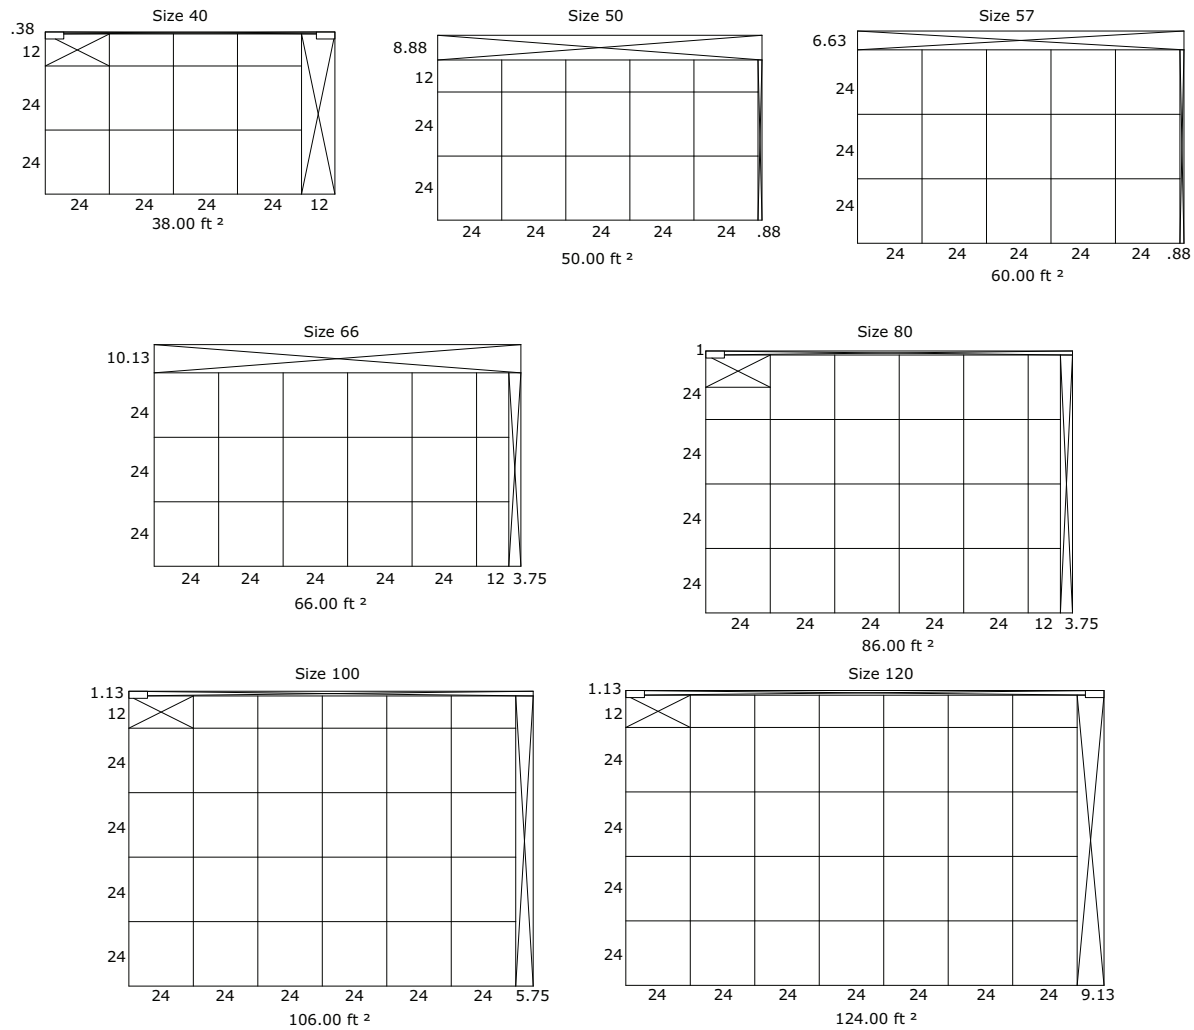 Size 40
.38
12
24
24
24 24 24 24 12
38.00 ft ²
Size 50
8.88
12
24
24
24 24 24 24 24 .88
50.00 ft ²
Size 57
6.63
24
24
24
24 24 24 24 24 .88
60.00 ft ²
Size 66
10.13
24
24
24
24 24 24 24 24 12 3.75
66.00 ft ²
Size 80
1
24
24
24
24
24 24 24 24 24 12 3.75
86.00 ft ²
Size 100
1.13
12
24
24
24
24
24 24 24 24 24 24 5.75
106.00 ft ²
Size 120
1.13
12
24
24
24
24
24 24 24 24 24 24 24 9.13
124.00 ft ²